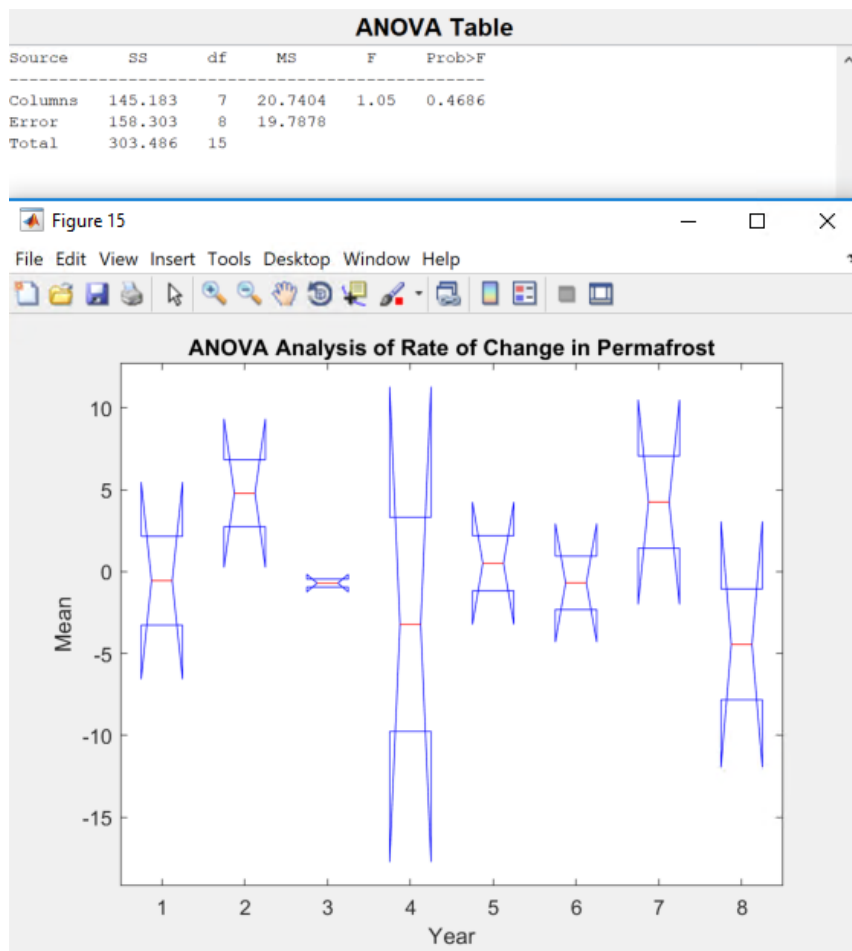 ANOVA Table
Source SS df MS F Prob>F
---------------------------------------------------
Columns 145.183 7 20.7404 1.05 0.4686
Error 158.303 8 19.7878
Total 303.486 15
Figure 15
File Edit View Insert Tools Desktop Window Help
ANOVA Analysis of Rate of Change in Permafrost
10
5
0
-5
-10
-15
Mean
1 2 3 4 5 6 7 8
Year